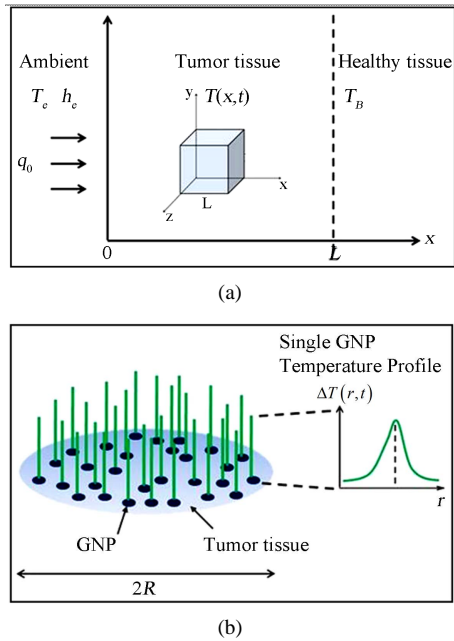 Ambient Tumor tissue Healthy tissue
T_e h_e y T(x,t) T_B
q_0
x
z L
0 L x
(a)
Single GNP
Temperature Profile
ΔT(r,t)
r
GNP Tumor tissue
2R
(b)